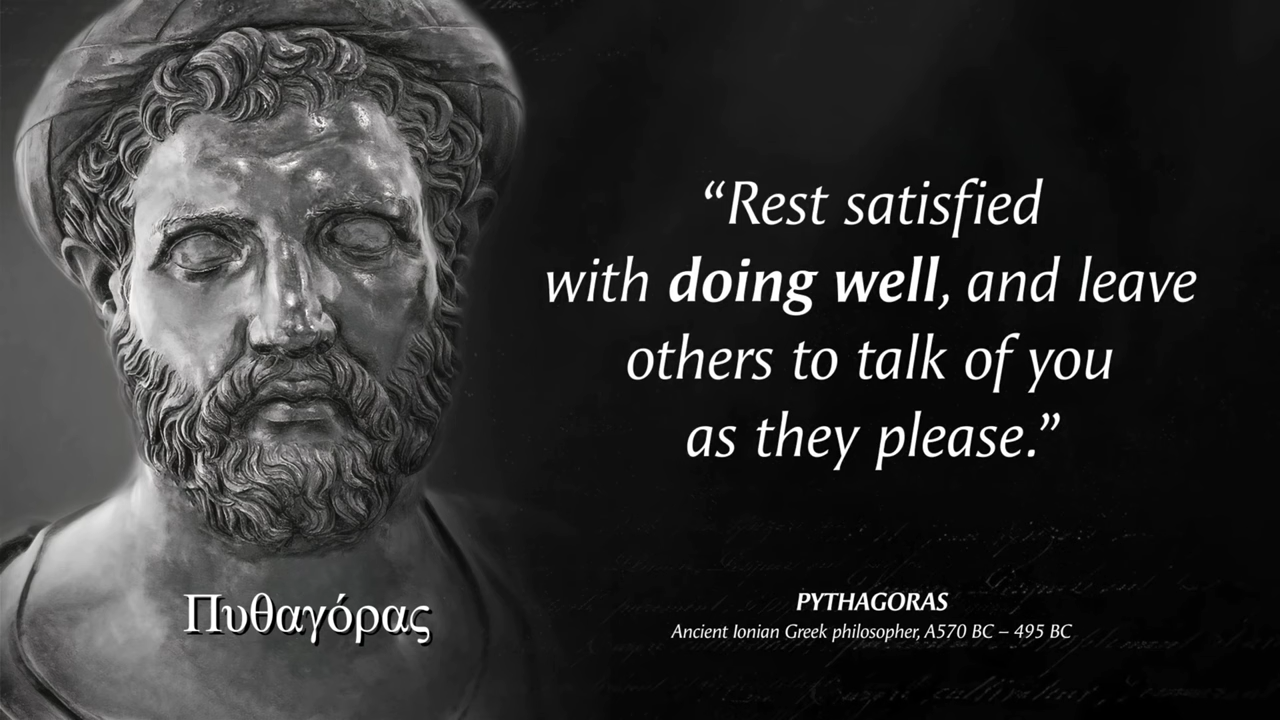 “Rest satisfied
with doing well, and leave
others to talk of you
as they please.”
Πυθαγόρας
PYTHAGORAS
Ancient Ionian Greek philosopher, A570 BC – 495 BC